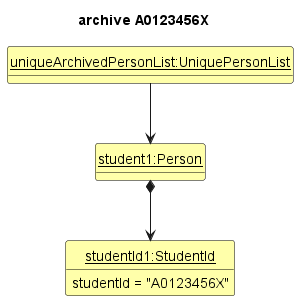 archive A0123456X
uniqueArchivedPersonList:UniquePersonList
student1:Person
studentId1:StudentId
studentId = "A0123456X"